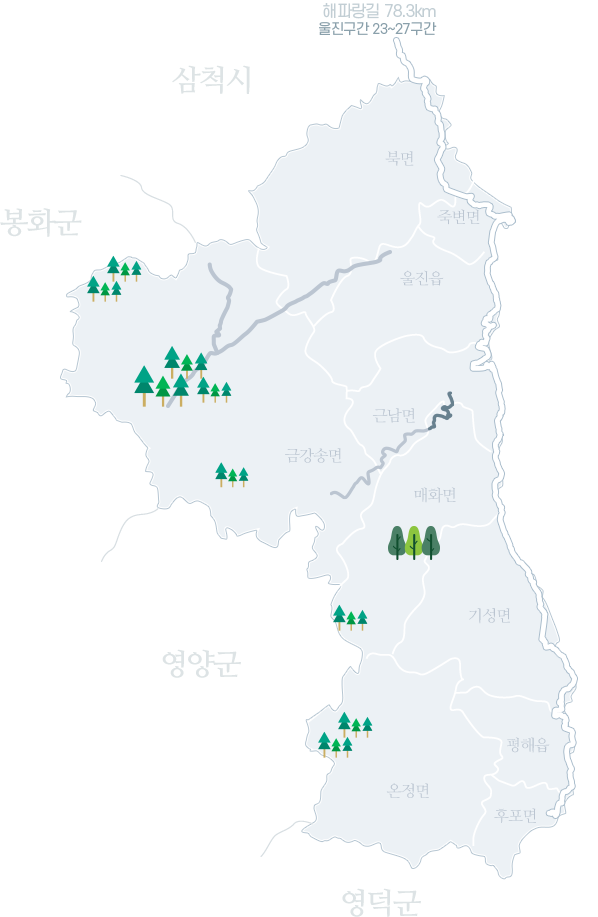 해파랑길 78.3km
울진구간 23~27구간
삼척시
북면
봉화군
죽변면
울진읍
근남면
금강송면
매화면
기성면
영양군
평해읍
온정면
후포면
영덕군